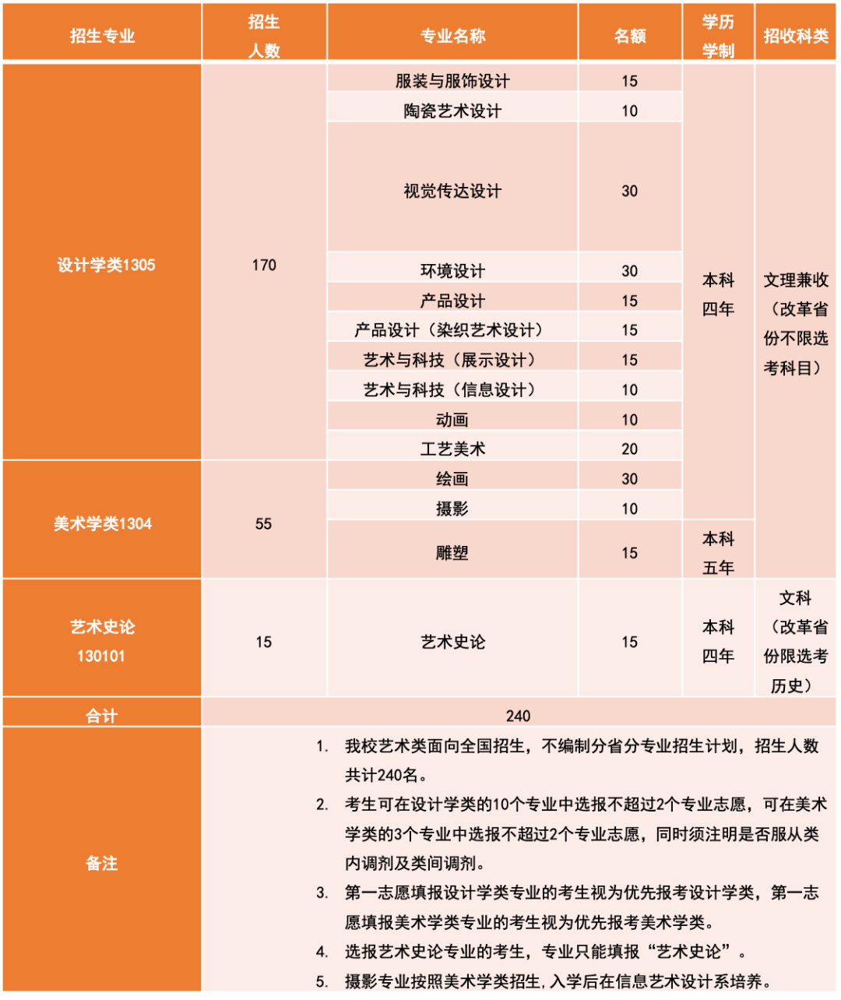 招生专业
招生
人数
专业名称
名额
学历
学制
招收科类
设计学类1305
170
服装与服饰设计
15
陶瓷艺术设计
10
视觉传达设计
30
环境设计
30
产品设计
15
产品设计（染织艺术设计）
15
艺术与科技（展示设计）
15
艺术与科技（信息设计）
10
动画
10
工艺美术
20
本科
四年
文理兼收
（改革省
份不限选
考科目）
美术学类1304
55
绘画
30
摄影
10
雕塑
15
本科
五年
艺术史论
130101
15
艺术史论
15
本科
四年
文科
（改革省
份限选考
历史）
合计
240
备注
1. 我校艺术类面向全国招生，不编制分省分专业招生计划，招生人数
共计240名。
2. 考生可在设计学类的10个专业中选报不超过2个专业志愿，可在美术
学类的3个专业中选报不超过2个专业志愿，同时须注明是否服从类
内调剂及类间调剂。
3. 第一志愿填报设计学类专业的考生视为优先报考设计学类，第一志
愿填报美术学类专业的考生视为优先报考美术学类。
4. 选报艺术史论专业的考生，专业只能填报“艺术史论”。
5. 摄影专业按照美术学类招生,入学后在信息艺术设计系培养。